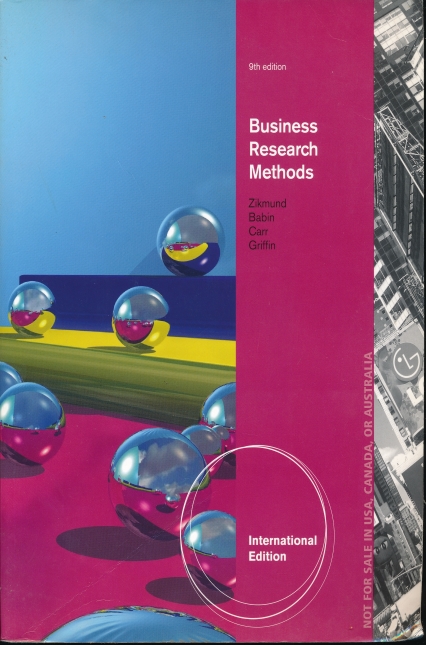 9th edition
Business
Research
Methods
Zikmund
Babin
Carr
Griffin
International
Edition
NOT FOR SALE IN USA, CANADA, OR AUSTRALIA
LG